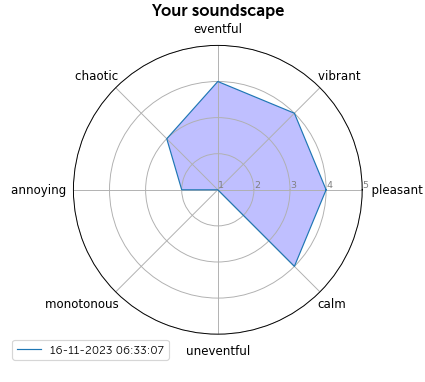 Your soundscape
eventful
chaotic
vibrant
annoying
1
2
3
4
5
pleasant
monotonous
calm
16-11-2023 06:33:07
uneventful